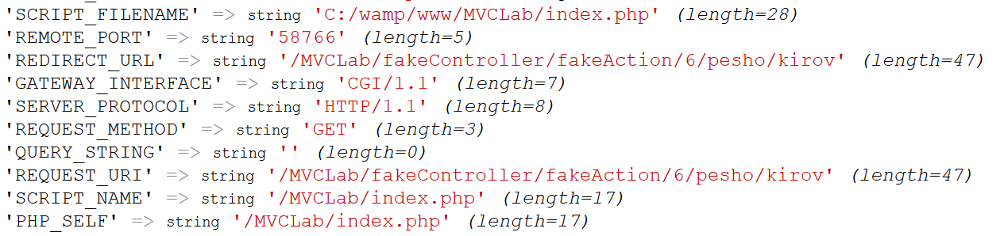 'SCRIPT_FILENAME' => string 'C:/wamp/www/MVCLab/index.php' (length=28)
'REMOTE_PORT' => string '58766' (length=5)
'REDIRECT_URL' => string '/MVCLab/fakeController/fakeAction/6/pesho/kirov' (length=47)
'GATEWAY_INTERFACE' => string 'CGI/1.1' (length=7)
'SERVER_PROTOCOL' => string 'HTTP/1.1' (length=8)
'REQUEST_METHOD' => string 'GET' (length=3)
'QUERY_STRING' => string '' (length=0)
'REQUEST_URI' => string '/MVCLab/fakeController/fakeAction/6/pesho/kirov' (length=47)
'SCRIPT_NAME' => string '/MVCLab/index.php' (length=17)
'PHP_SELF' => string '/MVCLab/index.php' (length=17)